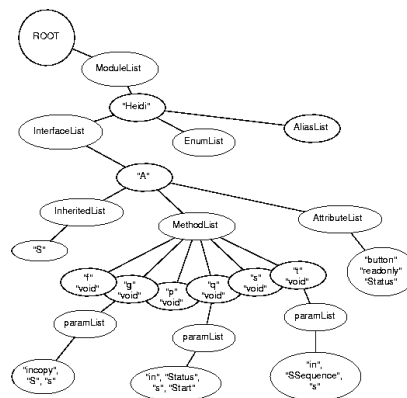 ROOT
ModuleList
"Heidi"
InterfaceList
EnumList
AliasList
"A"
InheritedList
MethodList
AttributeList
"S"
"button"
"readonly"
"Status"
"f"
"void"
"g"
"void"
"p"
"void"
"q"
"void"
"s"
"void"
"t"
"void"
paramList
paramList
paramList
"incopy",
"S", "s"
"in", "Status",
"s", "Start"
"in",
"SSequence",
"s"